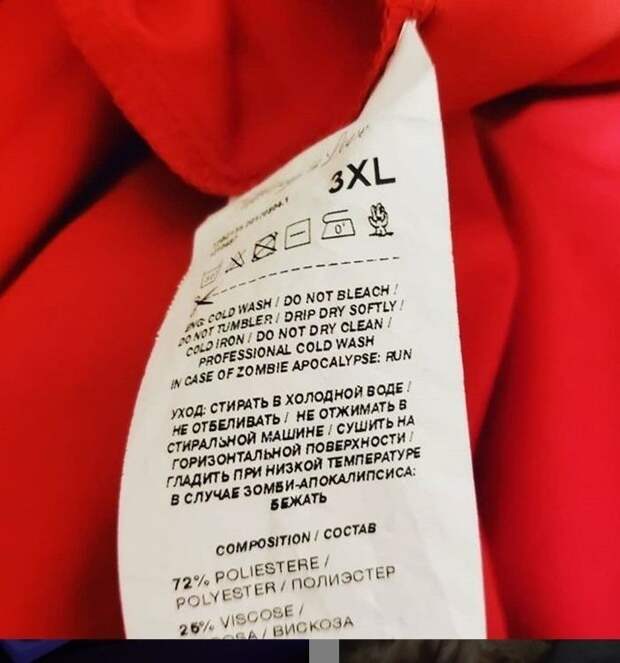 3XL
ENG: COLD WASH / DO NOT BLEACH /
DO NOT TUMBLER / DRIP DRY SOFTLY /
COLD IRON / DO NOT DRY CLEAN /
PROFESSIONAL COLD WASH
IN CASE OF ZOMBIE APOCALYPSE: RUN
УХОД: СТИРАТЬ В ХОЛОДНОЙ ВОДЕ /
НЕ ОТБЕЛИВАТЬ / НЕ ОТЖИМАТЬ В
СТИРАЛЬНОЙ МАШИНЕ / СУШИТЬ НА
ГОРИЗОНТАЛЬНОЙ ПОВЕРХНОСТИ /
ГЛАДИТЬ ПРИ НИЗКОЙ ТЕМПЕРАТУРЕ
В СЛУЧАЕ ЗОМБИ-АПОКАЛИПСИСА:
БЕЖАТЬ
COMPOSITION / СОСТАВ
72% POLIESTERE /
POLYESTER / ПОЛИЭСТЕР
26% VISCOSE /
/ ВИСКОЗА